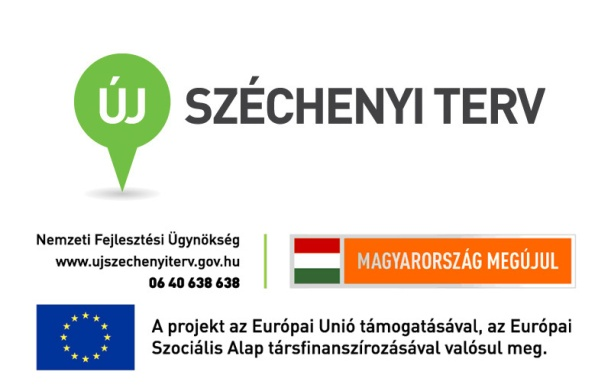 ÚJ SZÉCHENYI TERV
Nemzeti Fejlesztési Ügynökség
www.ujszechenyiterv.gov.hu
06 40 638 638
MAGYARORSZÁG MEGÚJUL
A projekt az Európai Unió támogatásával, az Európai
Szociális Alap társfinanszírozásával valósul meg.